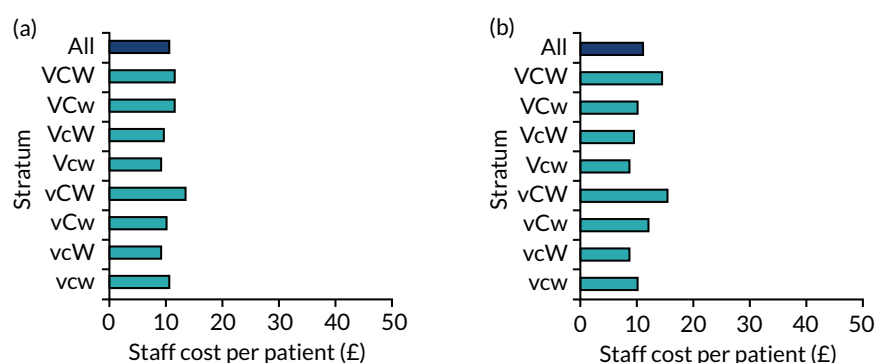 (a)
Stratum
All
VCW
VCw
VcW
Vcw
vCW
vCw
vcW
vcw
0 10 20 30 40 50
Staff cost per patient (£)
(b)
Stratum
All
VCW
VCw
VcW
Vcw
vCW
vCw
vcW
vcw
0 10 20 30 40 50
Staff cost per patient (£)